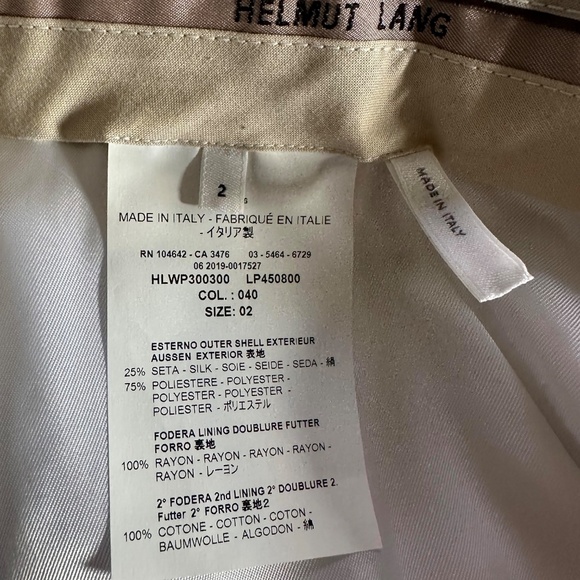 HELMUT LANG
2
MADE IN ITALY
MADE IN ITALY - FABRIQUÉ EN ITALIE
- イタリア製
RN 104642 - CA 3476 03 - 5464 - 6729
06 2019-0017527
HLWP300300 LP450800
COL. : 040
SIZE: 02
ESTERNO OUTER SHELL EXTERIEUR
AUSSEN EXTERIOR 表地
25% SETA - SILK - SOIE - SEIDE - SEDA - 絹
75% POLIESTERE - POLYESTER -
POLYESTER - POLYESTER -
POLIESTER - ポリエステル
FODERA LINING DOUBLURE FUTTER
FORRO 裏地
100% RAYON - RAYON - RAYON - RAYON -
RAYON - レーヨン
2° FODERA 2nd LINING 2° DOUBLURE 2.
Futter 2° FORRO 裏地2
100% COTONE - COTTON - COTON -
BAUMWOLLE - ALGODON - 綿